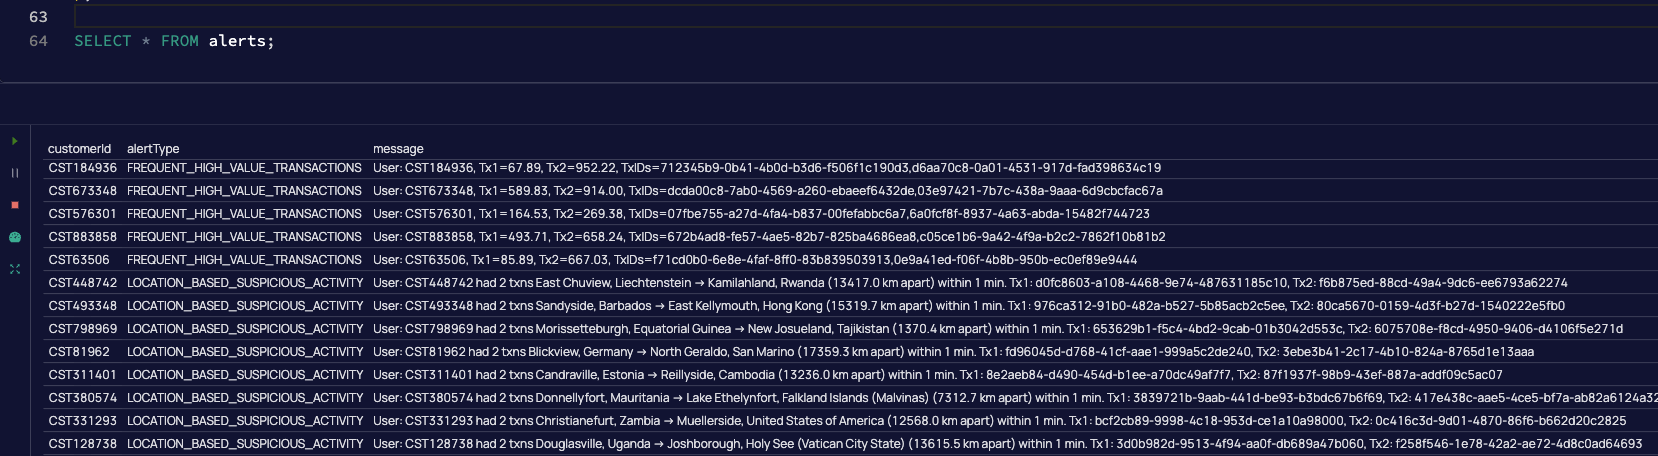 63
64 SELECT * FROM alerts;
customerId alertType message
CST184936 FREQUENT_HIGH_VALUE_TRANSACTIONS User: CST184936, Tx1=67.89, Tx2=952.22, TxIDs=712345b9-0b41-4b0d-b3d6-f506f1c190d3,d6aa70c8-0a01-4531-917d-fad398634c19
CST673348 FREQUENT_HIGH_VALUE_TRANSACTIONS User: CST673348, Tx1=589.83, Tx2=914.00, TxIDs=dcda00c8-7ab0-4569-a260-ebaeef6432de,03e97421-7b7c-438a-9aaa-6d9cbcfac67a
CST576301 FREQUENT_HIGH_VALUE_TRANSACTIONS User: CST576301, Tx1=164.53, Tx2=269.38, TxIDs=07fbe755-a27d-4fa4-b837-00fefabbc6a7,6a0fcf8f-8937-4a63-abda-15482f744723
CST883858 FREQUENT_HIGH_VALUE_TRANSACTIONS User: CST883858, Tx1=493.71, Tx2=658.24, TxIDs=672b4ad8-fe57-4ae5-82b7-825ba4686ea8,c05ce1b6-9a42-4f9a-b2c2-7862f10b81b2
CST63506 FREQUENT_HIGH_VALUE_TRANSACTIONS User: CST63506, Tx1=85.89, Tx2=667.03, TxIDs=f71cd0b0-6e8e-4faf-8ff0-83b839503913,0e9a41ed-f06f-4b8b-950b-ec0ef89e9444
CST448742 LOCATION_BASED_SUSPICIOUS_ACTIVITY User: CST448742 had 2 txns East Chuview, Liechtenstein → Kamilahland, Rwanda (13417.0 km apart) within 1 min. Tx1: d0fc8603-a108-4468-9e74-487631185c10, Tx2: f6b875ed-88cd-49a4-9dc6-ee6793a62274
CST493348 LOCATION_BASED_SUSPICIOUS_ACTIVITY User: CST493348 had 2 txns Sandyside, Barbados → East Kellymouth, Hong Kong (15319.7 km apart) within 1 min. Tx1: 976ca312-91b0-482a-b527-5b85acb2c5ee, Tx2: 80ca5670-0159-4d3f-b27d-1540222e5fb0
CST798969 LOCATION_BASED_SUSPICIOUS_ACTIVITY User: CST798969 had 2 txns Morissetteburgh, Equatorial Guinea → New Josueland, Tajikistan (1370.4 km apart) within 1 min. Tx1: 653629b1-f5c4-4bd2-9cab-01b3042d553c, Tx2: 6075708e-f8cd-4950-9406-d4106f5e271d
CST81962 LOCATION_BASED_SUSPICIOUS_ACTIVITY User: CST81962 had 2 txns Blickview, Germany → North Geraldo, San Marino (17359.3 km apart) within 1 min. Tx1: fd96045d-d768-41cf-aae1-999a5c2de240, Tx2: 3ebe3b41-2c17-4b10-824a-8765d1e13aaa
CST311401 LOCATION_BASED_SUSPICIOUS_ACTIVITY User: CST311401 had 2 txns Candraville, Estonia → Reillyside, Cambodia (13236.0 km apart) within 1 min. Tx1: 8e2aeb84-d490-454d-b1ee-a70dc49af7f7, Tx2: 87f1937f-98b9-43ef-887a-addf09c5ac07
CST380574 LOCATION_BASED_SUSPICIOUS_ACTIVITY User: CST380574 had 2 txns Donnellyfort, Mauritania → Lake Ethelynfort, Falkland Islands (Malvinas) (7312.7 km apart) within 1 min. Tx1: 3839721b-9aab-441d-be93-b3bdc67b6f69, Tx2: 417e438c-aae5-4ce5-bf7a-ab82a6124a32
CST331293 LOCATION_BASED_SUSPICIOUS_ACTIVITY User: CST331293 had 2 txns Christianefurt, Zambia → Muellerside, United States of America (12568.0 km apart) within 1 min. Tx1: bcf2cb89-9998-4c18-953d-ce1a10a98000, Tx2: 0c416c3d-9d01-4870-86f6-b662d20c2825
CST128738 LOCATION_BASED_SUSPICIOUS_ACTIVITY User: CST128738 had 2 txns Douglasville, Uganda → Joshborough, Holy See (Vatican City State) (13615.5 km apart) within 1 min. Tx1: 3d0b982d-9513-4f94-aa0f-db689a47b060, Tx2: f258f546-1e78-42a2-ae72-4d8c0ad64693